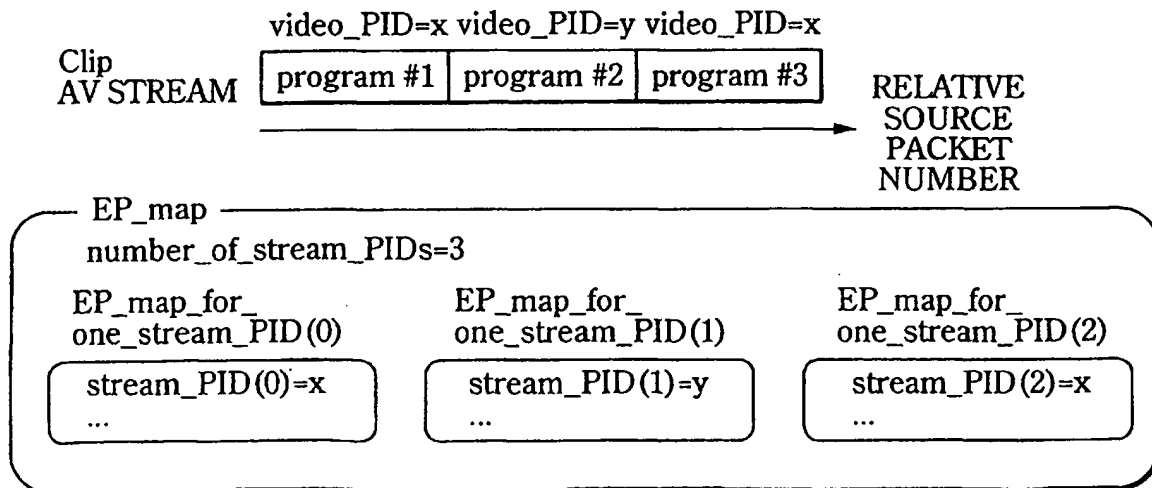 video_PID=x video_PID=y video_PID=x
Clip
AV STREAM
program #1 program #2 program #3
RELATIVE
SOURCE
PACKET
NUMBER
EP_map
number_of_stream_PIDs=3
EP_map_for_
one_stream_PID(0)
stream_PID(0)=x
...
EP_map_for_
one_stream_PID(1)
stream_PID(1)=y
...
EP_map_for_
one_stream_PID(2)
stream_PID(2)=x
...